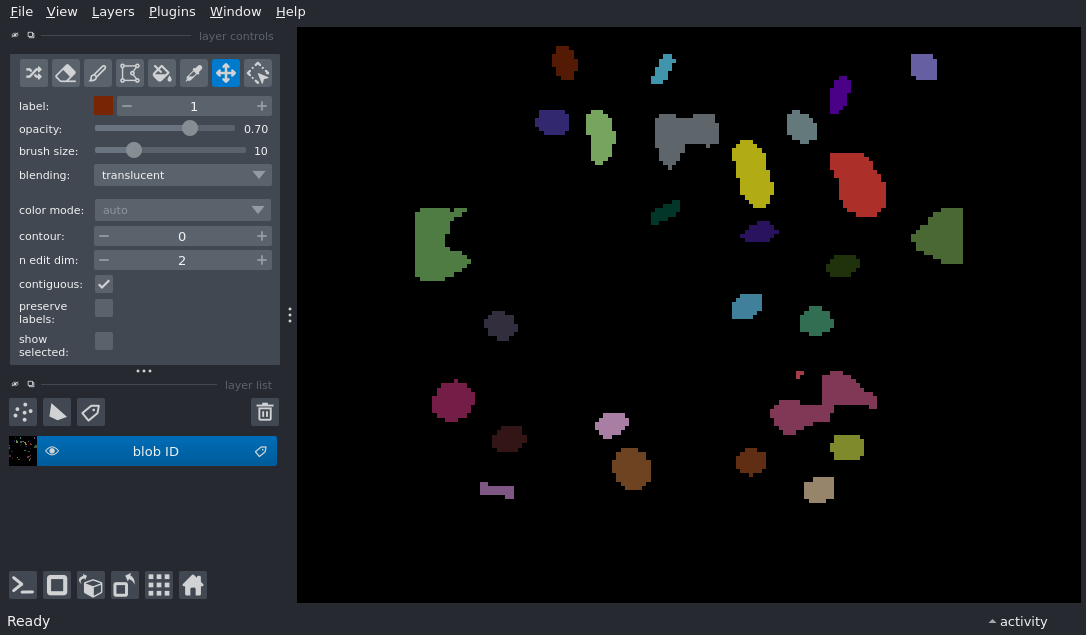 File View Layers Plugins Window Help
layer controls
label: 1
opacity: 0.70
brush size: 10
blending: translucent
color mode: auto
contour: 0
n edit dim: 2
contiguous:
preserve
labels:
show
selected:
layer list
blob ID
Ready
activity